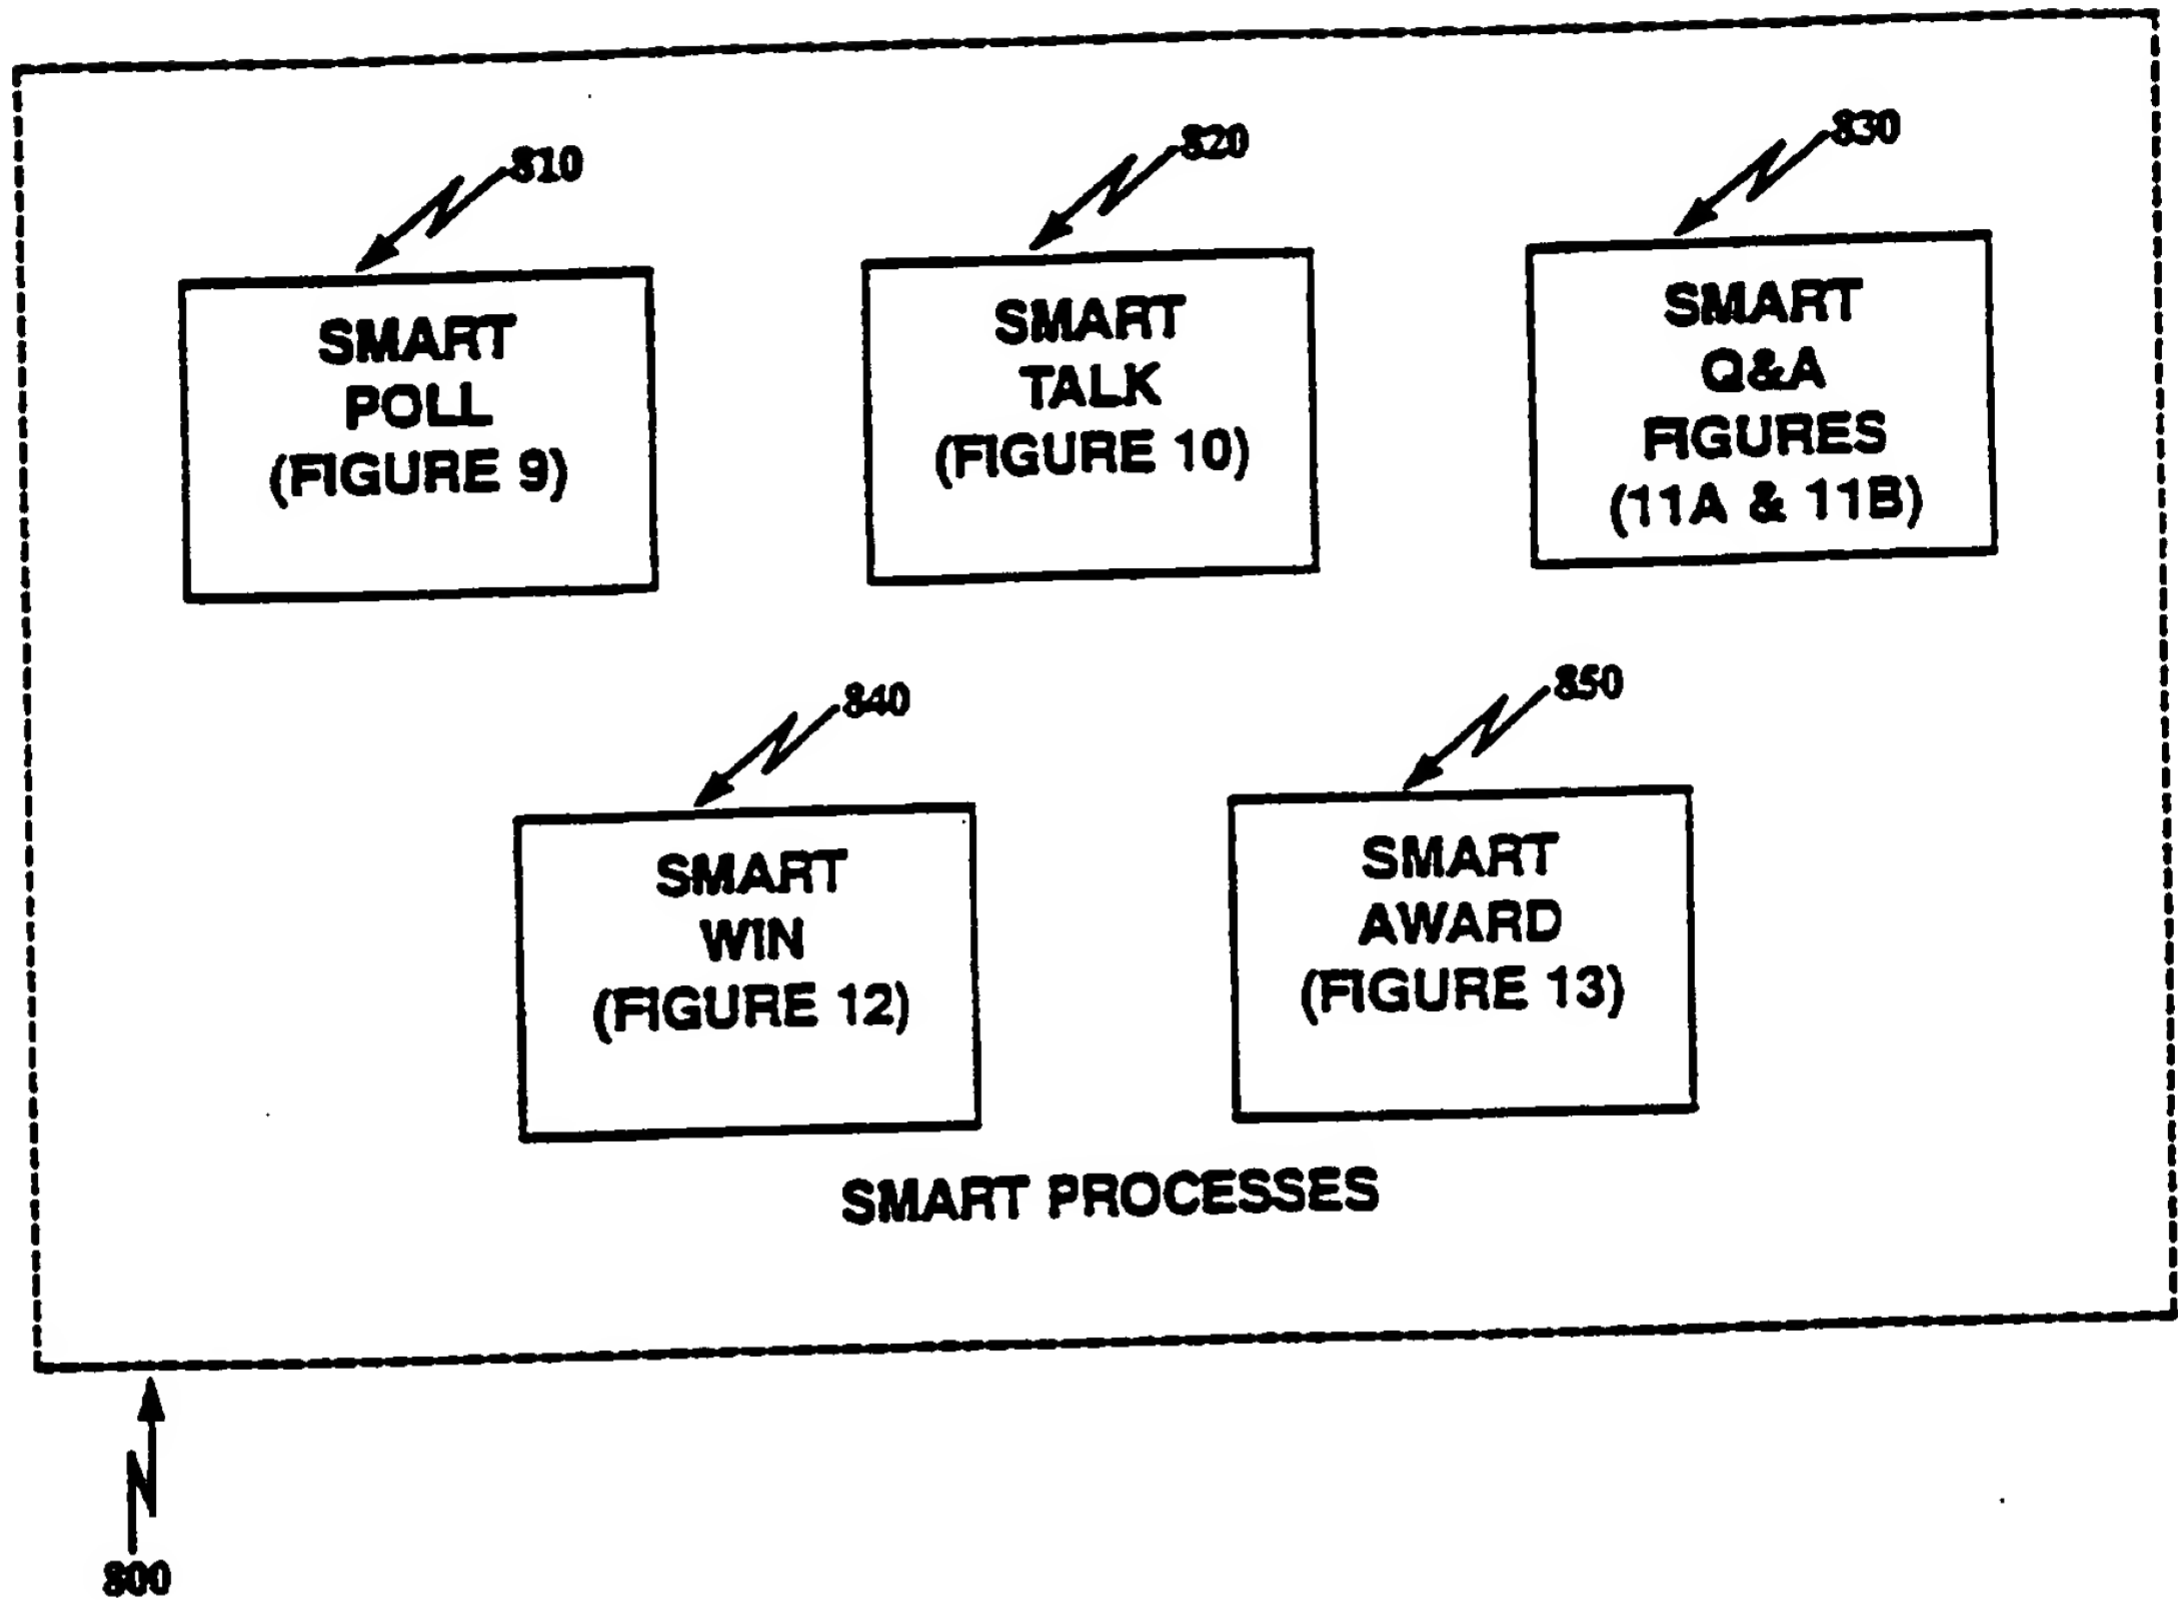 810
820
830
SMART
POLL
(FIGURE 9)
SMART
TALK
(FIGURE 10)
SMART
Q&A
FIGURES
(11A & 11B)
840
850
SMART
WIN
(FIGURE 12)
SMART
AWARD
(FIGURE 13)
SMART PROCESSES
800